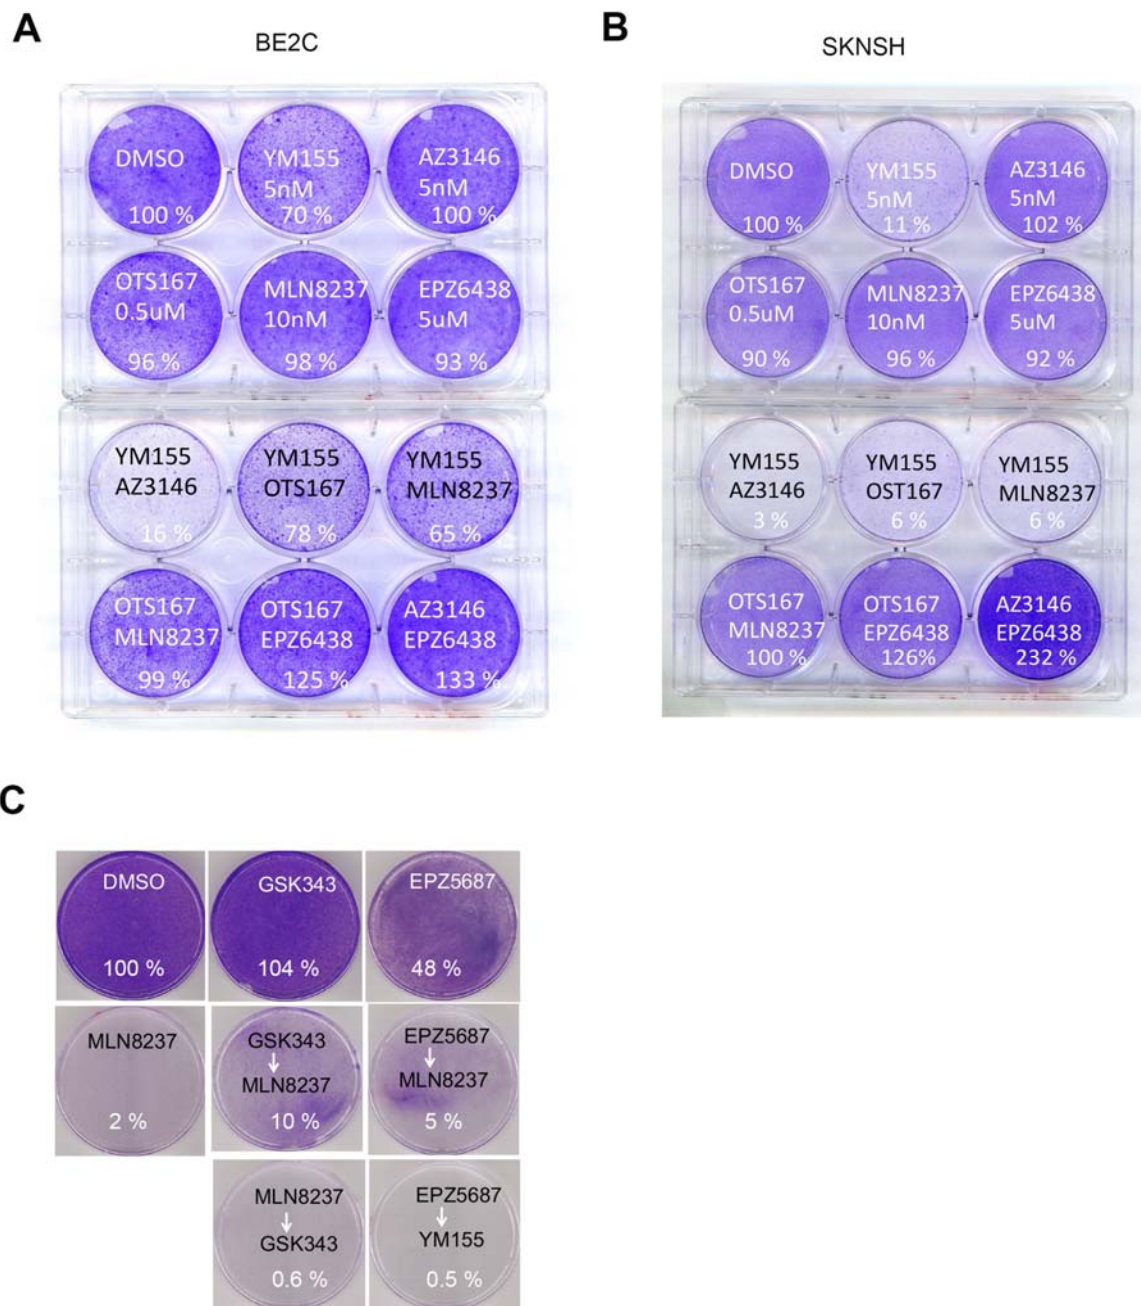 A
BE2C
DMSO
100 %
YM155
5nM
70 %
AZ3146
5nM
100 %
OTS167
0.5uM
96 %
MLN8237
10nM
98 %
EPZ6438
5uM
93 %
YM155
AZ3146
16 %
YM155
OTS167
78 %
YM155
MLN8237
65 %
OTS167
MLN8237
99 %
OTS167
EPZ6438
125 %
AZ3146
EPZ6438
133 %
B
SKNSH
DMSO
100 %
YM155
5nM
11 %
AZ3146
5nM
102 %
OTS167
0.5uM
90 %
MLN8237
10nM
96 %
EPZ6438
5uM
92 %
YM155
AZ3146
3 %
YM155
OST167
6 %
YM155
MLN8237
6 %
OTS167
MLN8237
100 %
OTS167
EPZ6438
126%
AZ3146
EPZ6438
232 %
C
DMSO
100 %
GSK343
104 %
EPZ5687
48 %
MLN8237
2 %
GSK343
MLN8237
10 %
EPZ5687
MLN8237
5 %
MLN8237
GSK343
0.6 %
EPZ5687
YM155
0.5 %